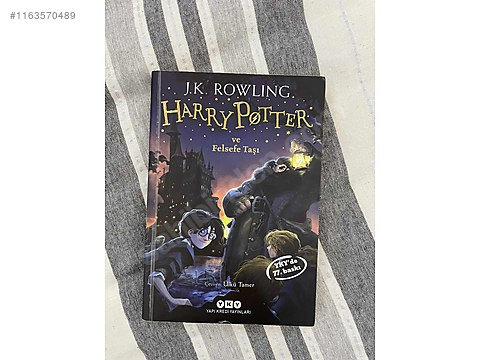 #1163570489
J.K. ROWLING
HARRY POTTER
ve
Felsefe Taşı
YKY'de
77. baskı
Çeviren: Ülkü Tamer
YKY
YAPI KREDİ YAYINLARI